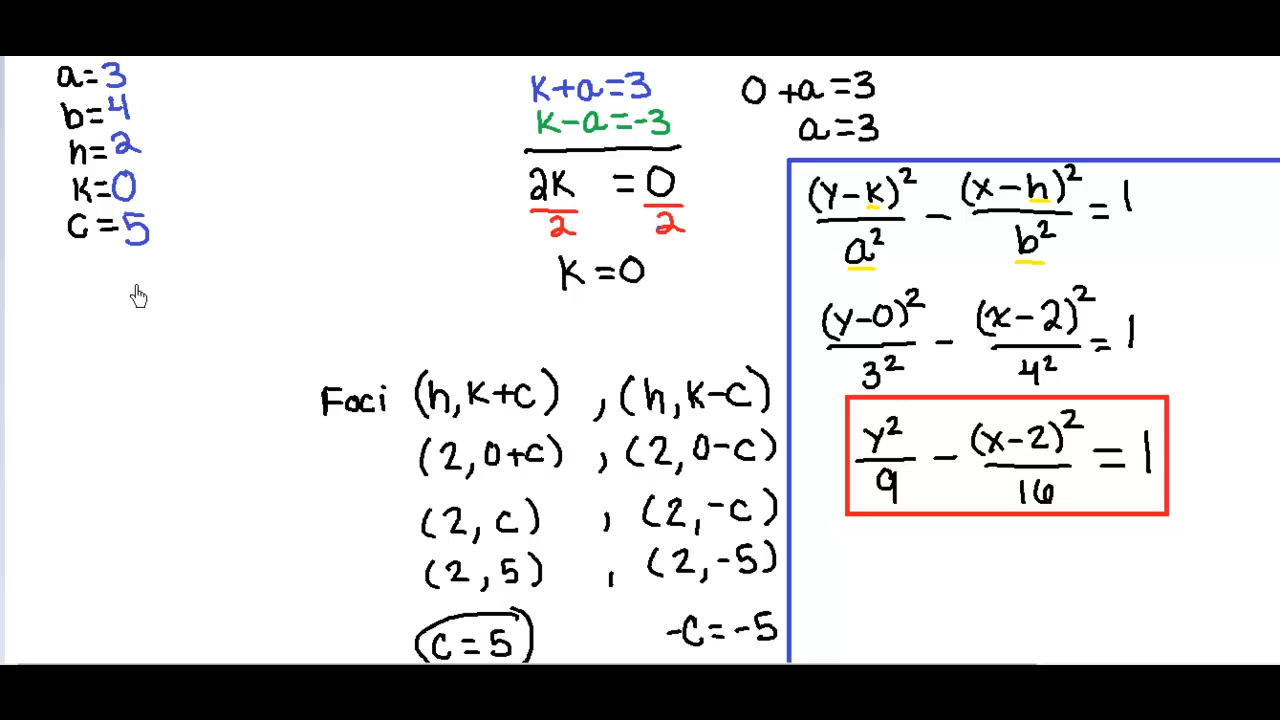 a=3
b=4
h=2
k=0
c=5
k+a=3
k-a=-3
2k =0
2 2
k=0
0+a=3
a=3
Foci (h, k+c) , (h, k-c)
(2, 0+c) , (2, 0-c)
(2, c) , (2, -c)
(2, 5) , (2, -5)
c=5 -c=-5
(y-k)²/a² - (x-h)²/b² = 1
(y-0)²/3² - (x-2)²/4² = 1
y²/9 - (x-2)²/16 = 1